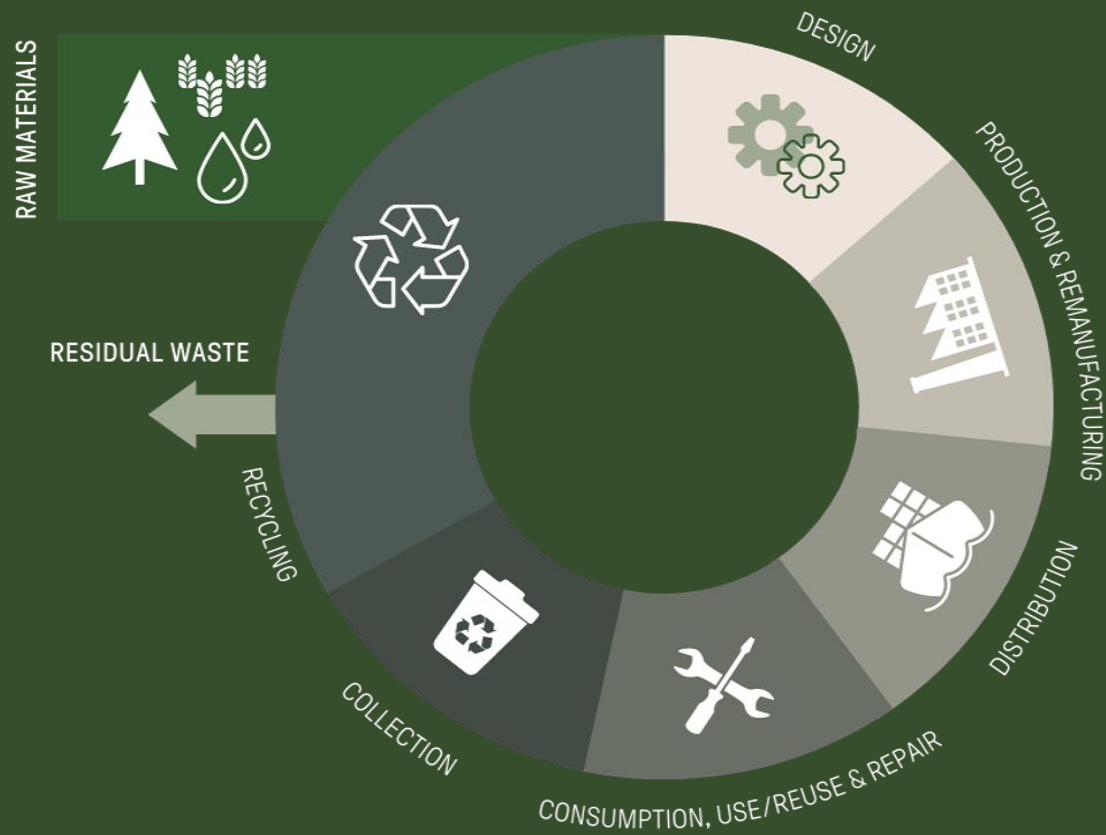 RAW MATERIALS
DESIGN
PRODUCTION & REMANUFACTURING
DISTRIBUTION
CONSUMPTION, USE/REUSE & REPAIR
COLLECTION
RECYCLING
RESIDUAL WASTE